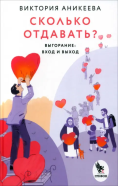 ВИКТОРИЯ АНИКЕЕВА
СКОЛЬКО
ОТДАВАТЬ?
ВЫГОРАНИЕ:
ВХОД И ВЫХОД